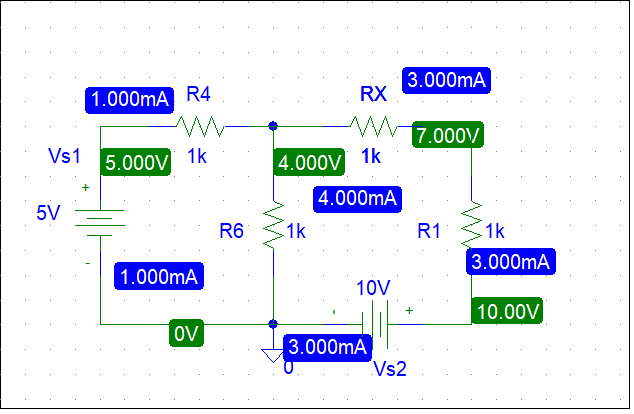 3.000mA
1.000mA
R4
RX
7.000V
Vs1
5.000V
1k
4.000V
1k
+
4.000mA
5V
R6
1k
R1
1k
-
1.000mA
3.000mA
10V
10.00V
-
+
0V
3.000mA
0
Vs2